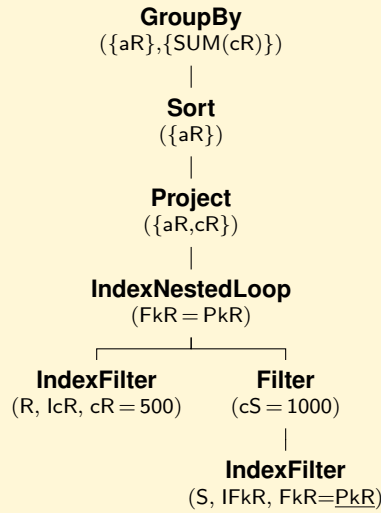 GroupBy
({aR},{SUM(cR)})
Sort
({aR})
Project
({aR,cR})
IndexNestedLoop
(FkR = PkR)
IndexFilter
(R, IcR, cR = 500)
Filter
(cS = 1000)
IndexFilter
(S, IFkR, FkR=PkR)